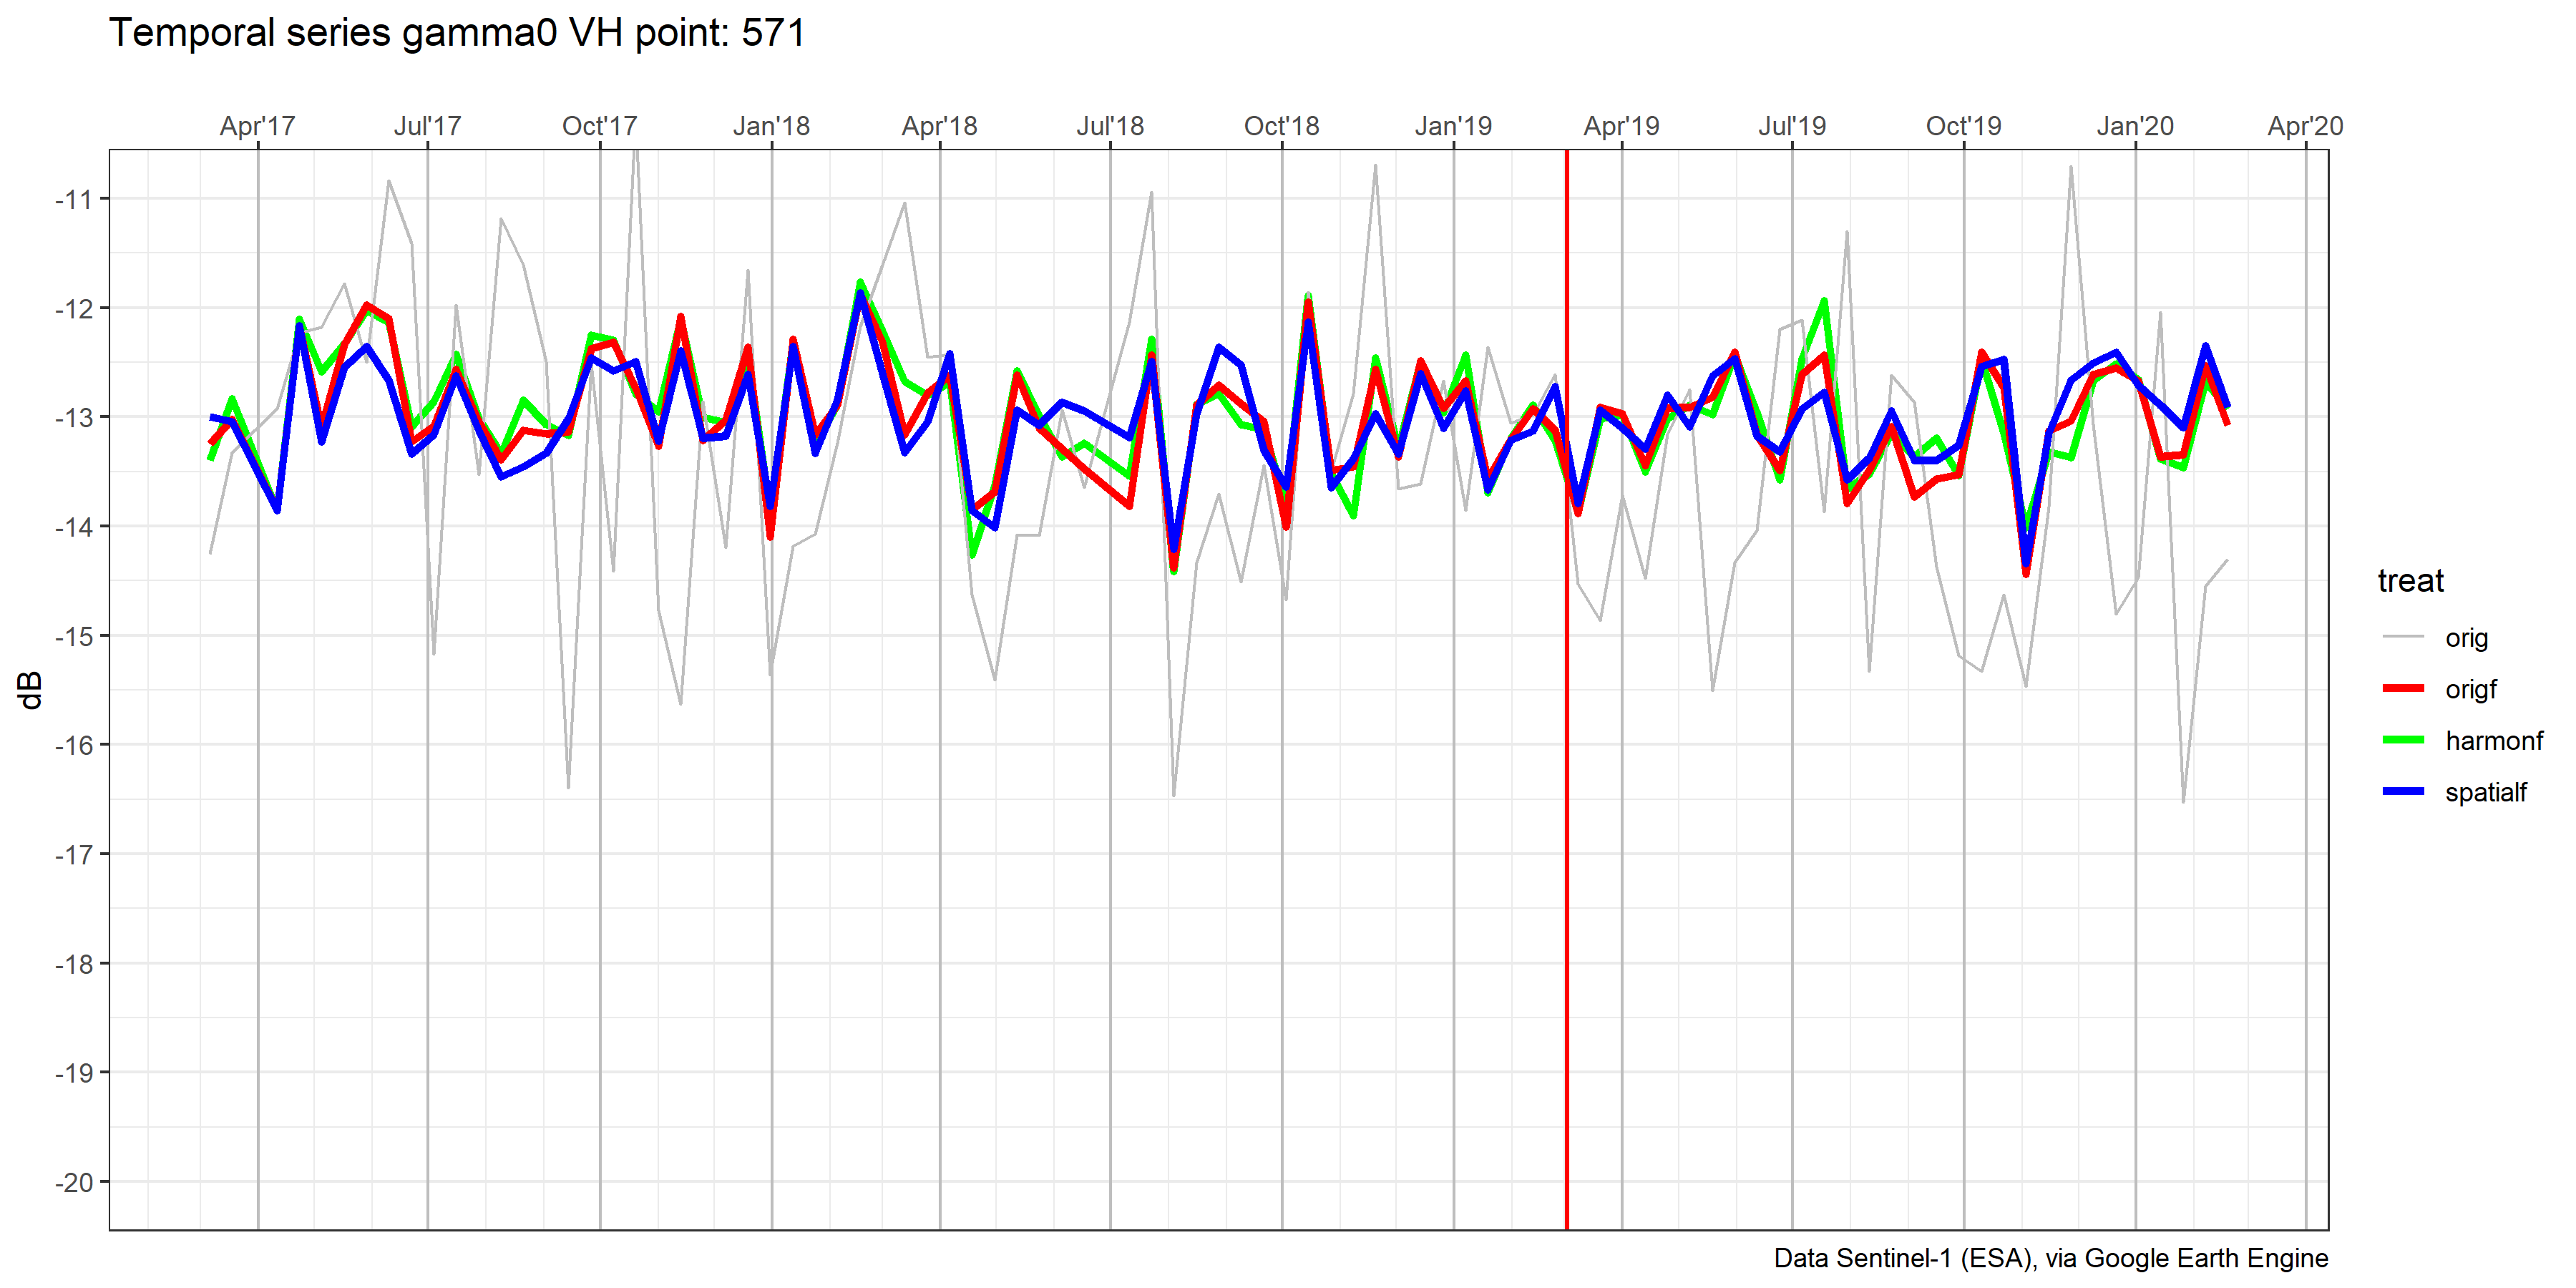 Temporal series gamma0 VH point: 571
Apr'17 Jul'17 Oct'17 Jan'18 Apr'18 Jul'18 Oct'18 Jan'19 Apr'19 Jul'19 Oct'19 Jan'20 Apr'20
-11
-12
-13
-14
-15
-16
-17
-18
-19
-20
dB
treat
orig
origf
harmonf
spatialf
Data Sentinel-1 (ESA), via Google Earth Engine